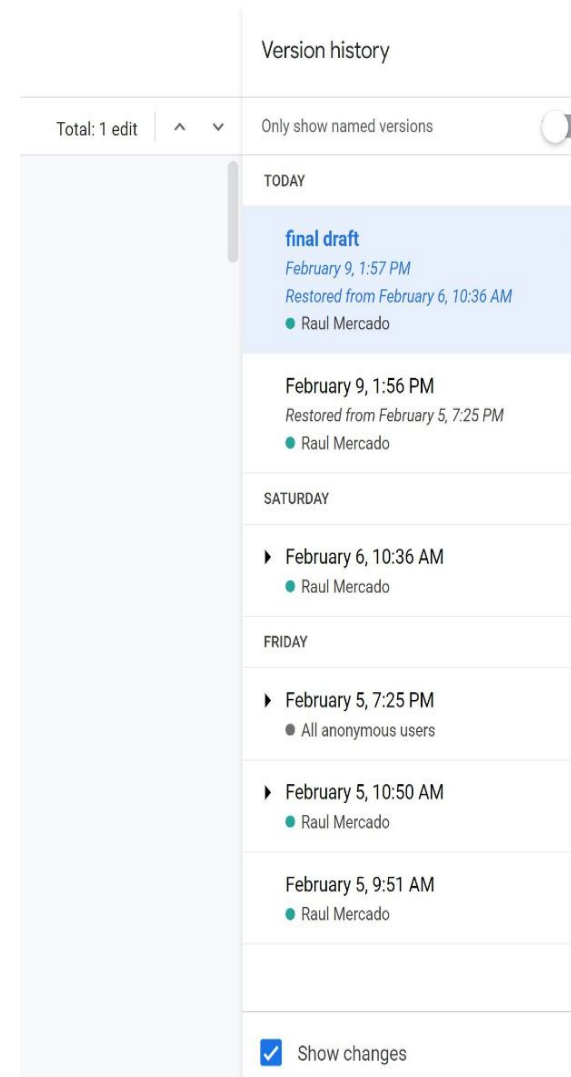 Version history
Total: 1 edit
Only show named versions
TODAY
final draft
February 9, 1:57 PM
Restored from February 6, 10:36 AM
Raul Mercado
February 9, 1:56 PM
Restored from February 5, 7:25 PM
Raul Mercado
SATURDAY
February 6, 10:36 AM
Raul Mercado
FRIDAY
February 5, 7:25 PM
All anonymous users
February 5, 10:50 AM
Raul Mercado
February 5, 9:51 AM
Raul Mercado
Show changes